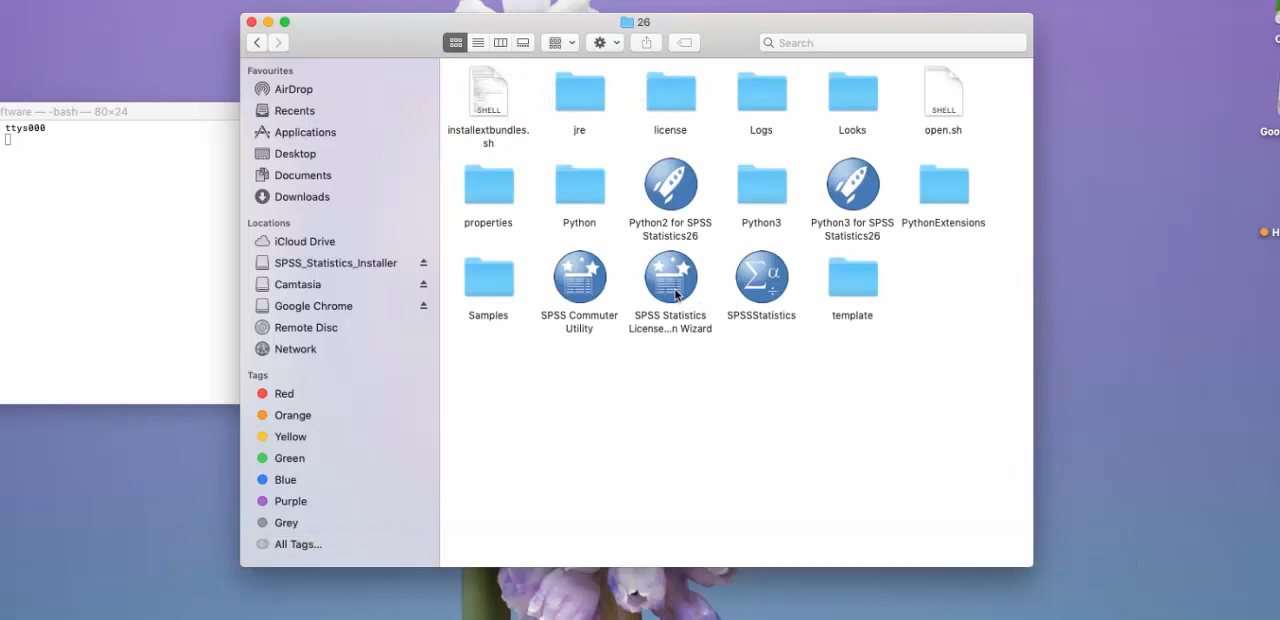 26
Search
ftware — -bash — 80×24
ttys000
Favourites
AirDrop
Recents
Applications
Desktop
Documents
Downloads
Locations
iCloud Drive
SPSS_Statistics_Installer
Camtasia
Google Chrome
Remote Disc
Network
Tags
Red
Orange
Yellow
Green
Blue
Purple
Grey
All Tags...
SHELL
SHELL
installextbundles.
sh
jre
license
Logs
Looks
open.sh
properties
Python
Python2 for SPSS
Statistics26
Python3
Python3 for SPSS
Statistics26
PythonExtensions
Σα
÷
Samples
SPSS Commuter
Utility
SPSS Statistics
License...n Wizard
SPSSStatistics
template
Goo
H